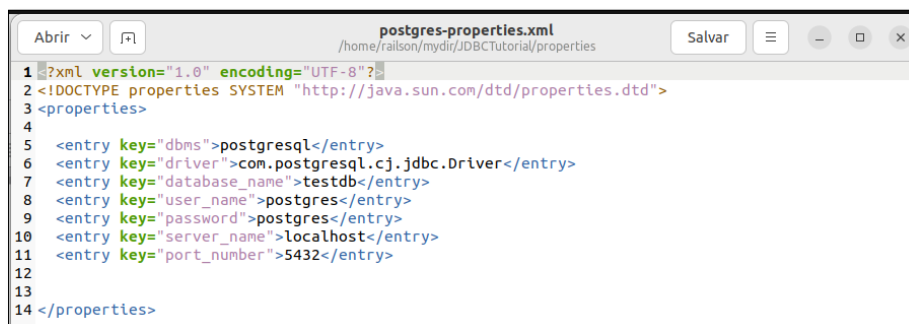 Abrir
postgres-properties.xml
/home/railson/mydir/JDBCTutorial/properties
Salvar
1 <?xml version="1.0" encoding="UTF-8"?>
2 <!DOCTYPE properties SYSTEM "http://java.sun.com/dtd/properties.dtd">
3 <properties>
4
5   <entry key="dbms">postgresql</entry>
6   <entry key="driver">com.postgresql.cj.jdbc.Driver</entry>
7   <entry key="database_name">testdb</entry>
8   <entry key="user_name">postgres</entry>
9   <entry key="password">postgres</entry>
10   <entry key="server_name">localhost</entry>
11   <entry key="port_number">5432</entry>
12
13
14 </properties>